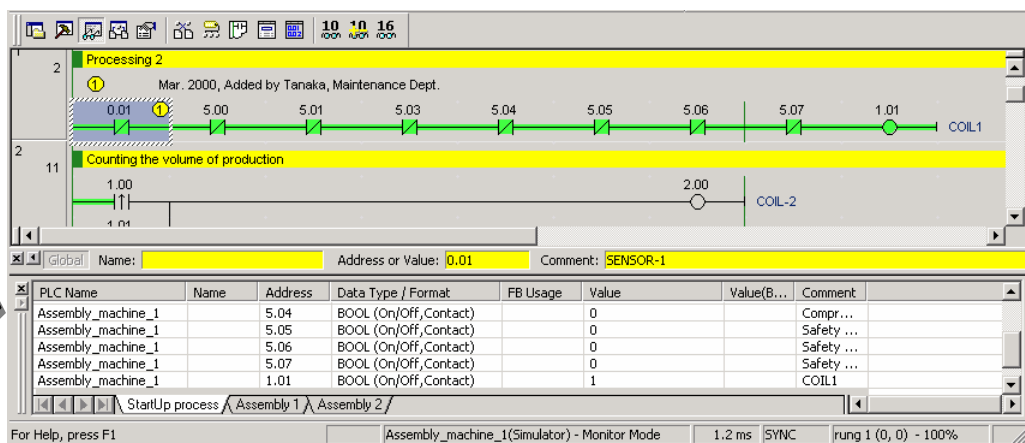 10 10 16
2 Processing 2
1 Mar. 2000, Added by Tanaka, Maintenance Dept.
0.01 1 5.00 5.01 5.03 5.04 5.05 5.06 5.07 1.01
COIL1
2
11 Counting the volume of production
1.00 2.00
COIL-2
1.01
Global Name: Address or Value: 0.01 Comment: SENSOR-1
PLC Name Name Address Data Type / Format FB Usage Value Value(B... Comment
Assembly_machine_1 5.04 BOOL (On/Off,Contact) 0 Compr...
Assembly_machine_1 5.05 BOOL (On/Off,Contact) 0 Safety ...
Assembly_machine_1 5.06 BOOL (On/Off,Contact) 0 Safety ...
Assembly_machine_1 5.07 BOOL (On/Off,Contact) 0 Safety ...
Assembly_machine_1 1.01 BOOL (On/Off,Contact) 1 COIL1
StartUp process Assembly 1 Assembly 2
For Help, press F1 Assembly_machine_1(Simulator) - Monitor Mode 1.2 ms SYNC rung 1 (0, 0) - 100%